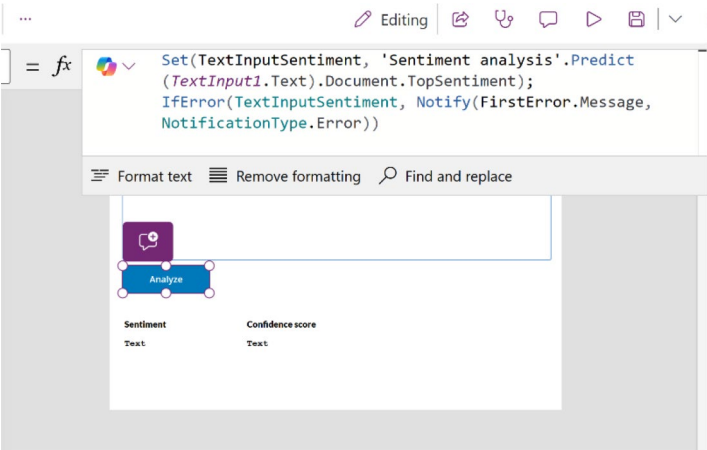 ... Editing
= fx
Set(TextInputSentiment, 'Sentiment analysis'.Predict
(TextInput1.Text).Document.TopSentiment);
IfError(TextInputSentiment, Notify(FirstError.Message,
NotificationType.Error))
Format text Remove formatting Find and replace
Analyze
Sentiment Confidence score
Text Text